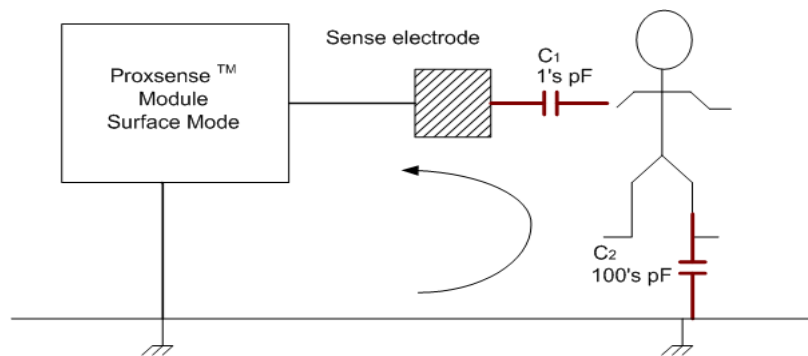 Proxsense ™
Module
Surface Mode
Sense electrode
C1
1's pF
C2
100's pF